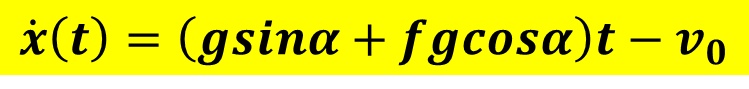 ẋ(t) = (gsinα + fgcosα)t − v₀